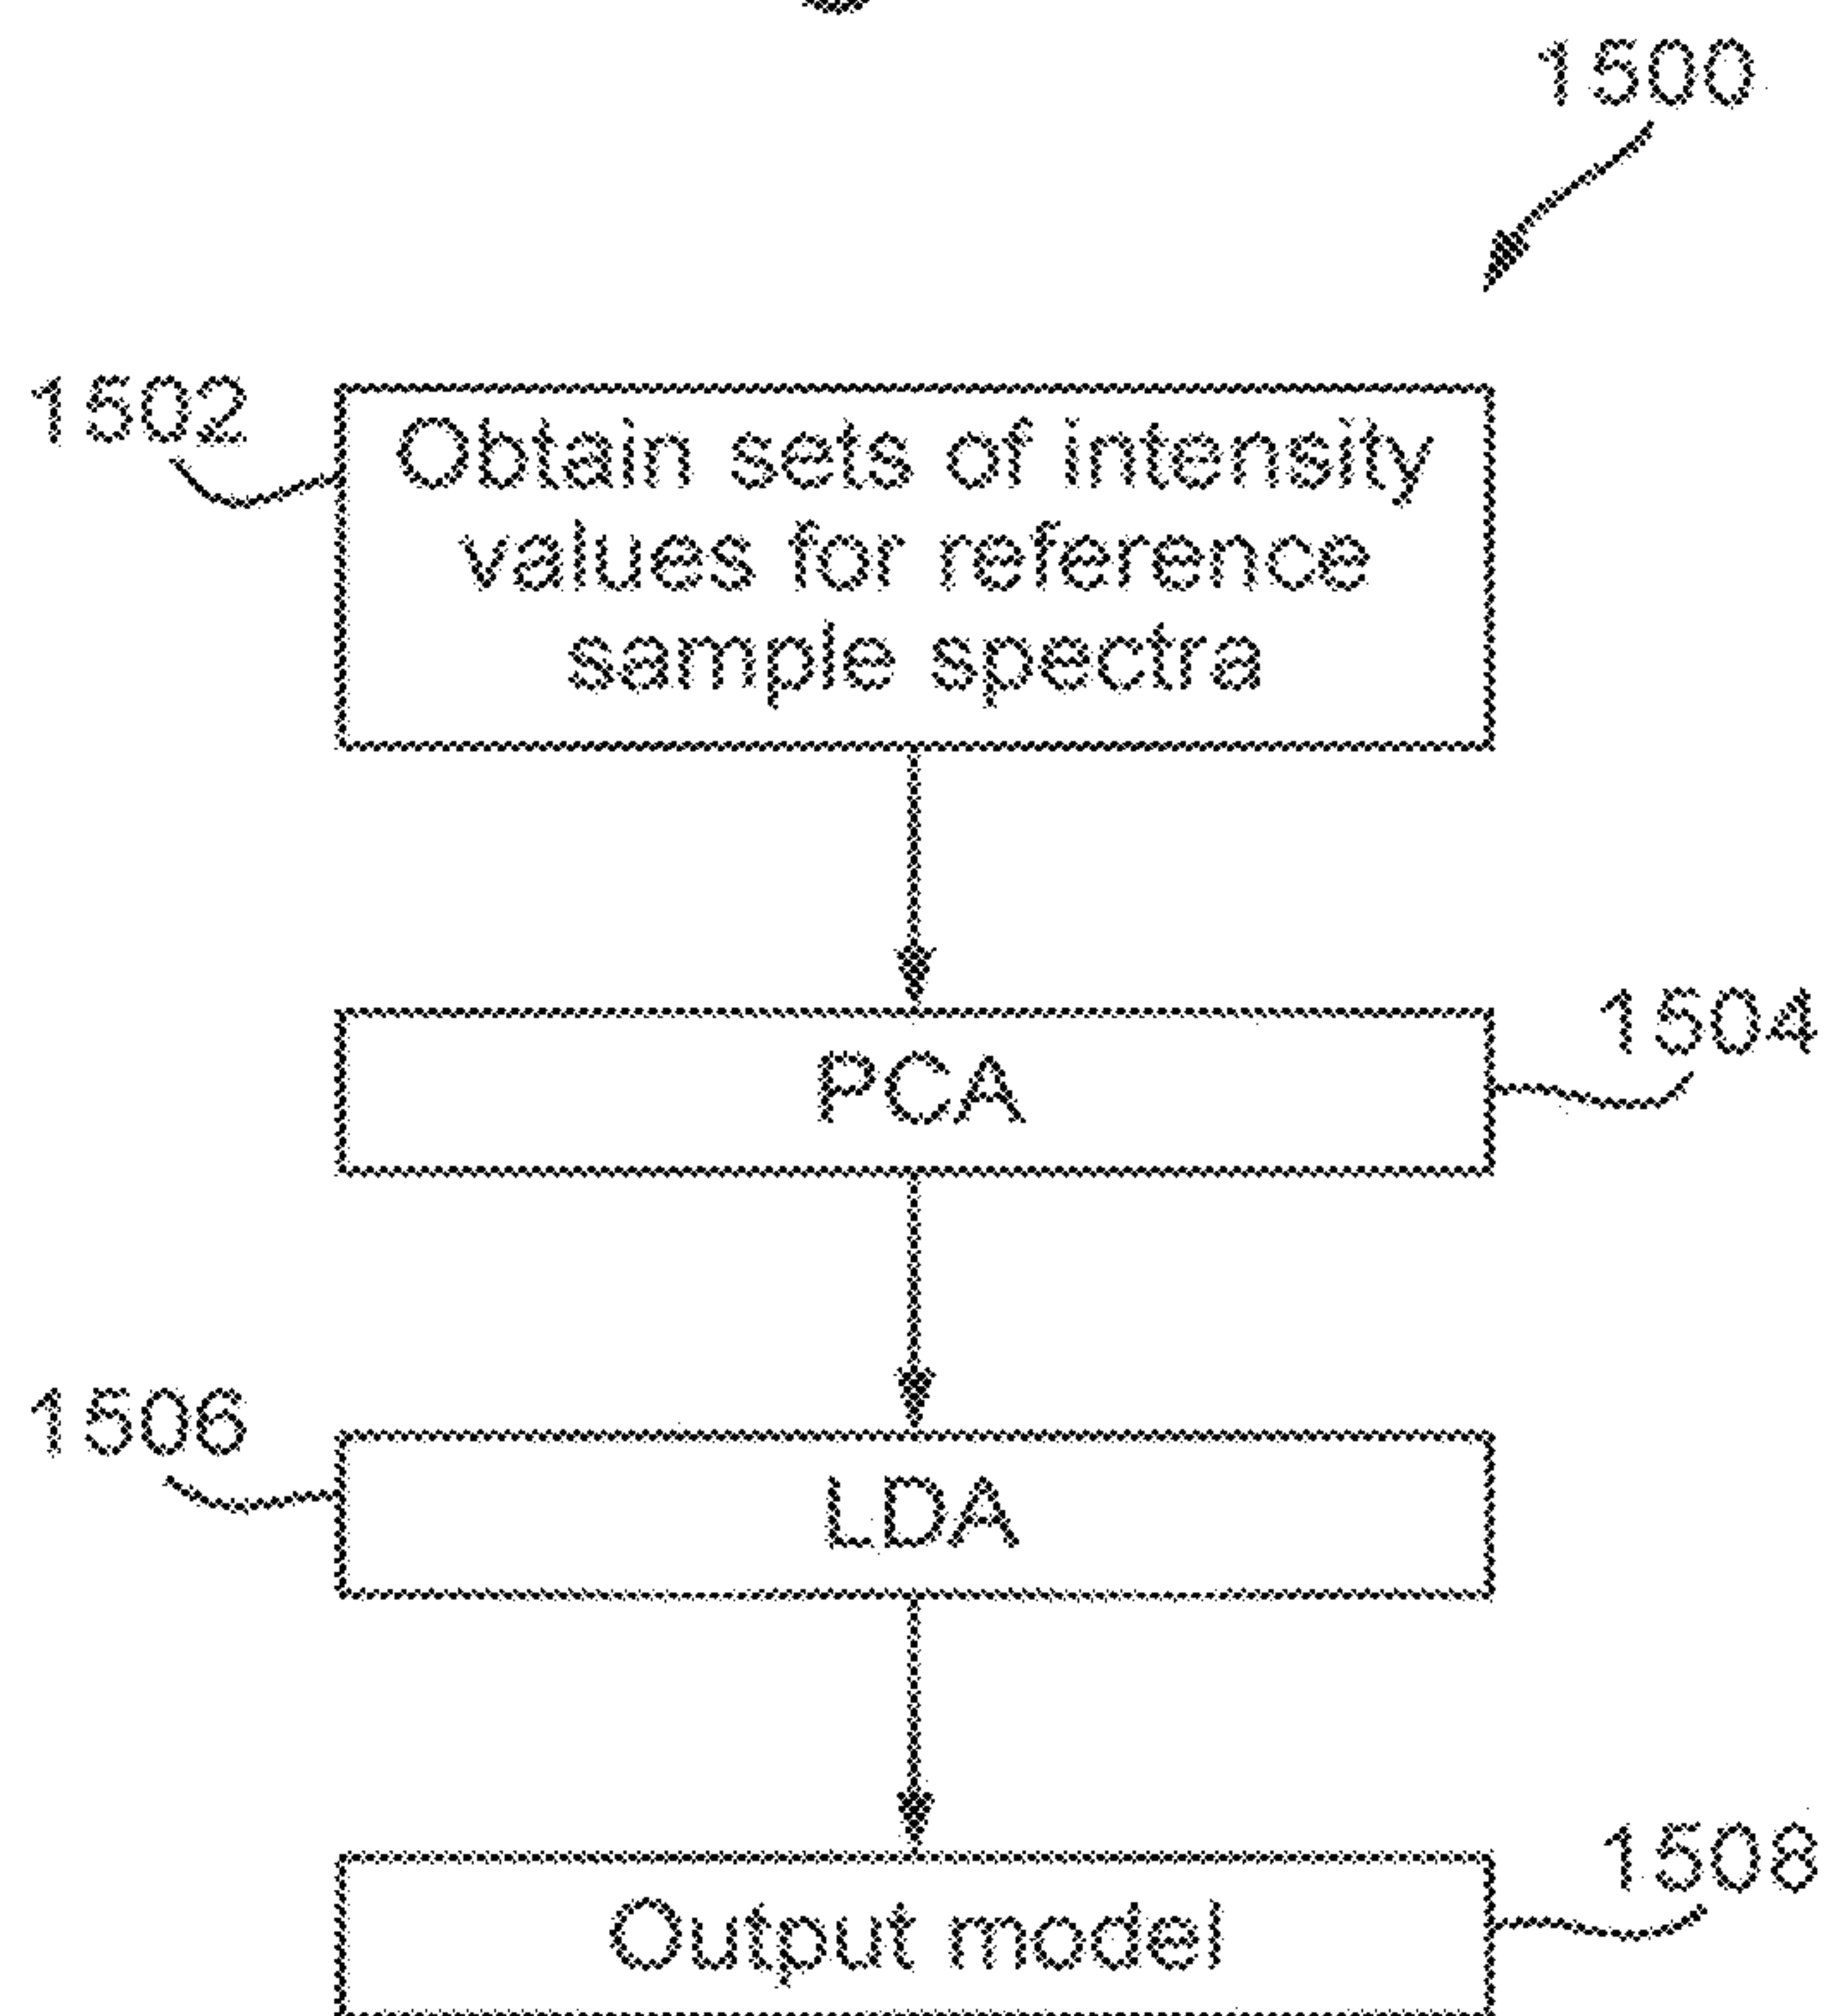 1500
1502
Obtain sets of intensity
values for reference
sample spectra
1504
PCA
1506
LDA
1508
Output model